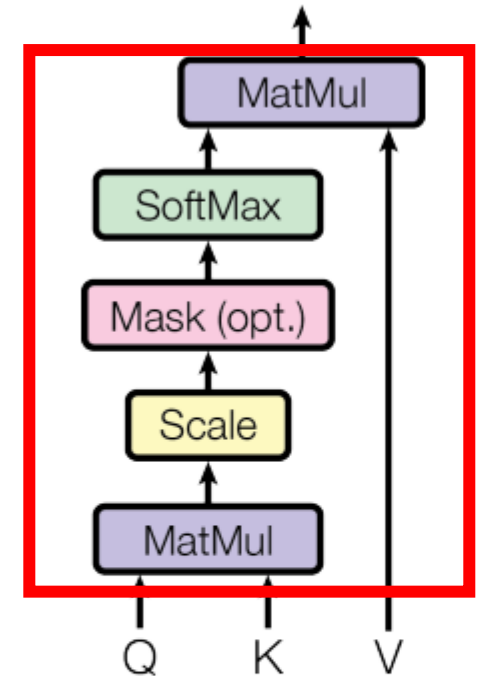 MatMul
SoftMax
Mask (opt.)
Scale
MatMul
Q K V